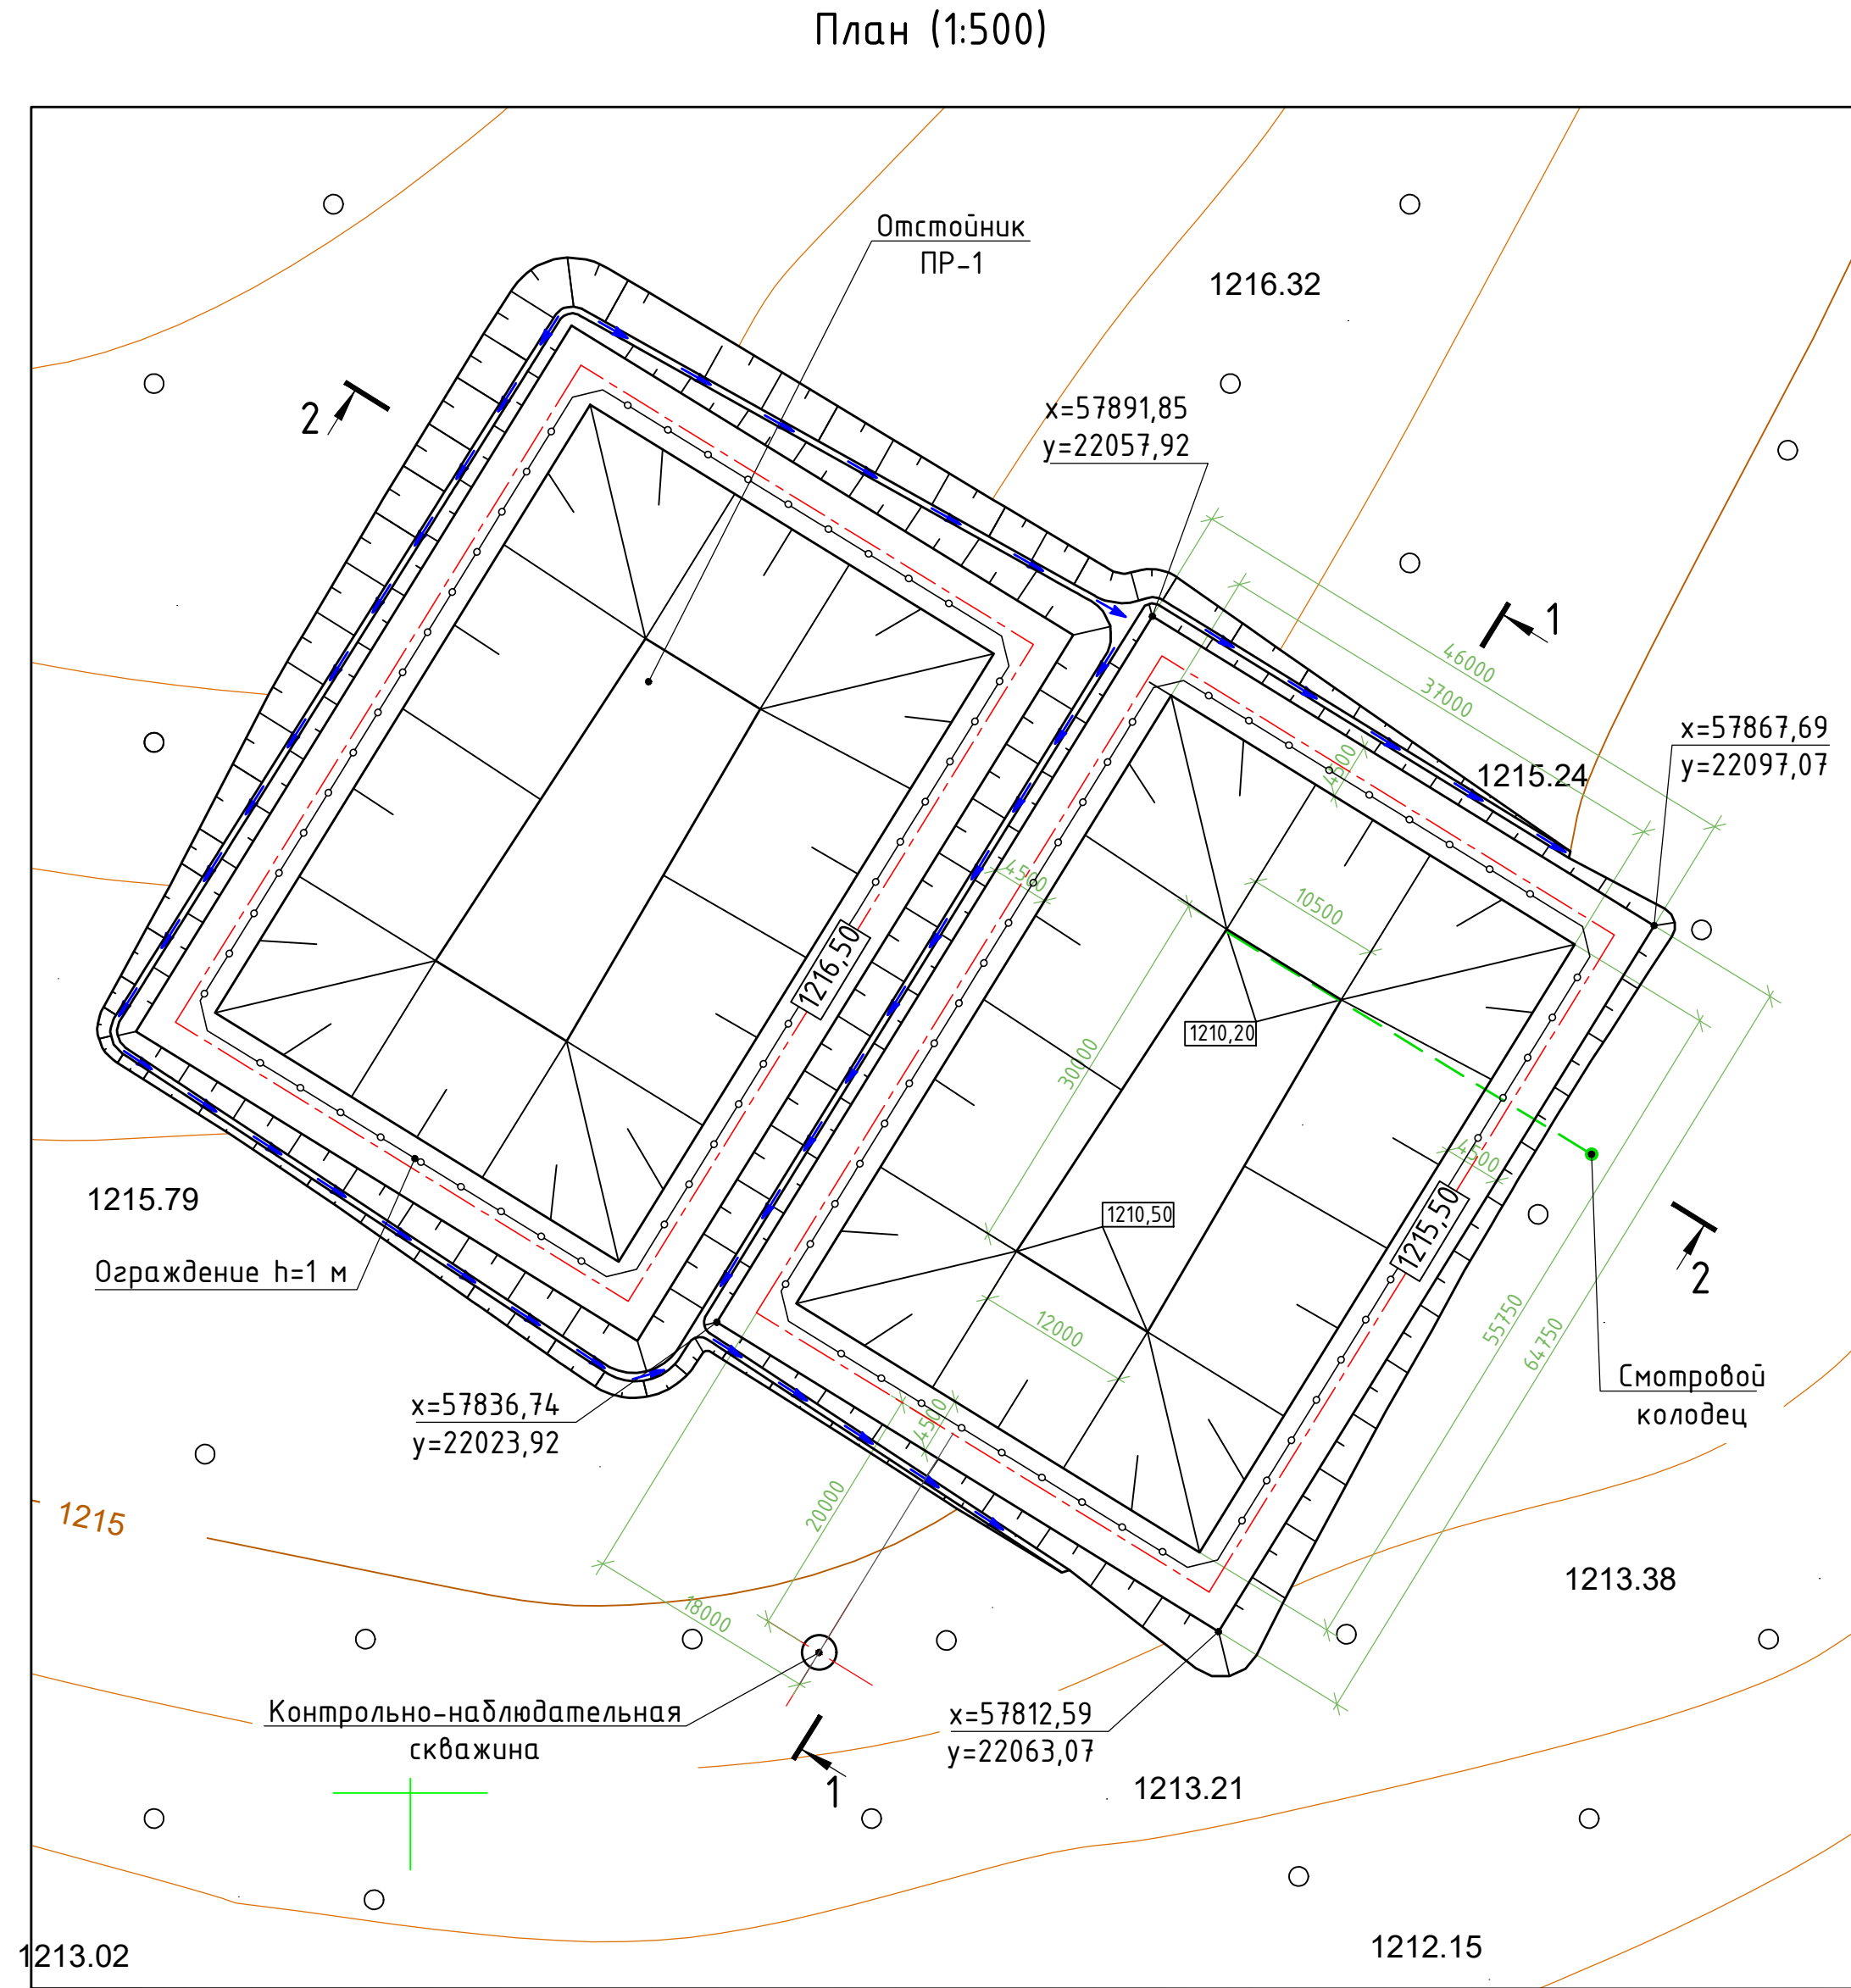 План (1:500)
Отстойник
ПР-1
1216.32
2
x=57891,85
y=22057,92
1
46000
37000
x=57867,69
y=22097,07
4500
1215.24
4500
10500
1216,50
1210,20
30000
4500
1215.79
1210,50
1215,50
Ограждение h=1 м
2
12000
55750
64750
Смотровой
колодец
x=57836,74
y=22023,92
4500
20000
1215
1213.38
18000
Контрольно-наблюдательная
скважина
x=57812,59
y=22063,07
1
1213.21
1213.02
1212.15